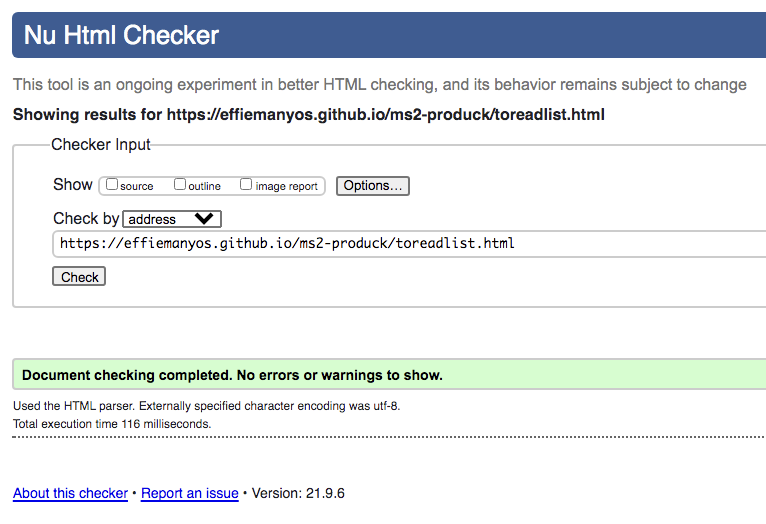 Nu Html Checker
This tool is an ongoing experiment in better HTML checking, and its behavior remains subject to change
Showing results for https://effiemanyos.github.io/ms2-produck/toreadlist.html
Checker Input
Show source outline image report Options...
Check by address
https://effiemanyos.github.io/ms2-produck/toreadlist.html
Check
Document checking completed. No errors or warnings to show.
Used the HTML parser. Externally specified character encoding was utf-8.
Total execution time 116 milliseconds.
About this checker • Report an issue • Version: 21.9.6